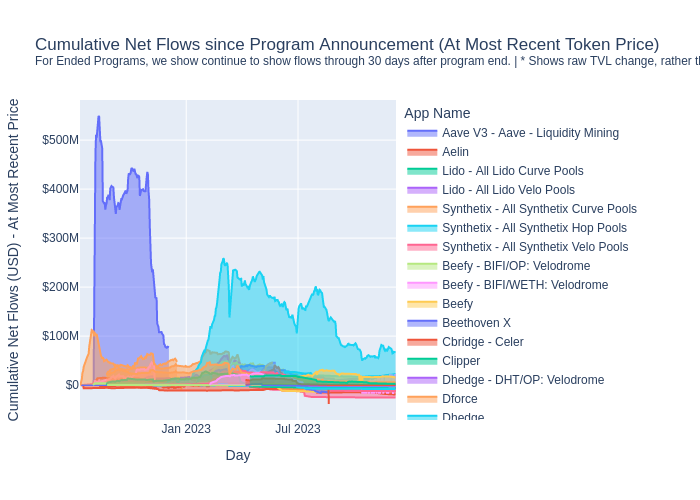 Cumulative Net Flows since Program Announcement (At Most Recent Token Price)
For Ended Programs, we show continue to show flows through 30 days after program end. | * Shows raw TVL change, rather
App Name
Aave V3 - Aave - Liquidity Mining
Aelin
Lido - All Lido Curve Pools
Lido - All Lido Velo Pools
Synthetix - All Synthetix Curve Pools
Synthetix - All Synthetix Hop Pools
Synthetix - All Synthetix Velo Pools
Beefy - BIFI/OP: Velodrome
Beefy - BIFI/WETH: Velodrome
Beefy
Beethoven X
Cbridge - Celer
Clipper
Dhedge - DHT/OP: Velodrome
Dforce
Dhedge
Cumulative Net Flows (USD) - At Most Recent Price
$500M
$400M
$300M
$200M
$100M
$0
Jan 2023
Jul 2023
Day